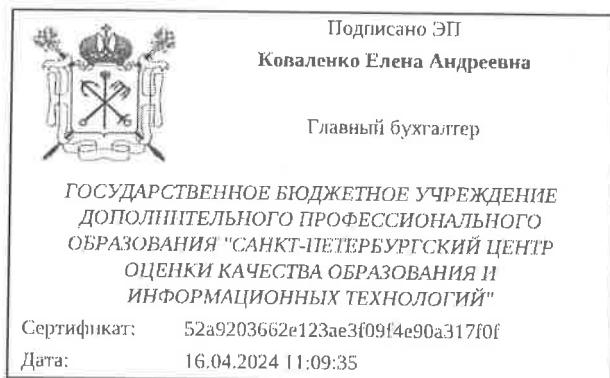 Подписано ЭП
Коваленко Елена Андреевна
Главный бухгалтер
ГОСУДАРСТВЕННОЕ БЮДЖЕТНОЕ УЧРЕЖДЕНИЕ
ДОПОЛНИТЕЛЬНОГО ПРОФЕССИОНАЛЬНОГО
ОБРАЗОВАНИЯ "САНКТ-ПЕТЕРБУРГСКИЙ ЦЕНТР
ОЦЕНКИ КАЧЕСТВА ОБРАЗОВАНИЯ И
ИНФОРМАЦИОННЫХ ТЕХНОЛОГИЙ"
Сертификат: 52a9203662e123ae3f09f4e90a317f0f
Дата: 16.04.2024 11:09:35